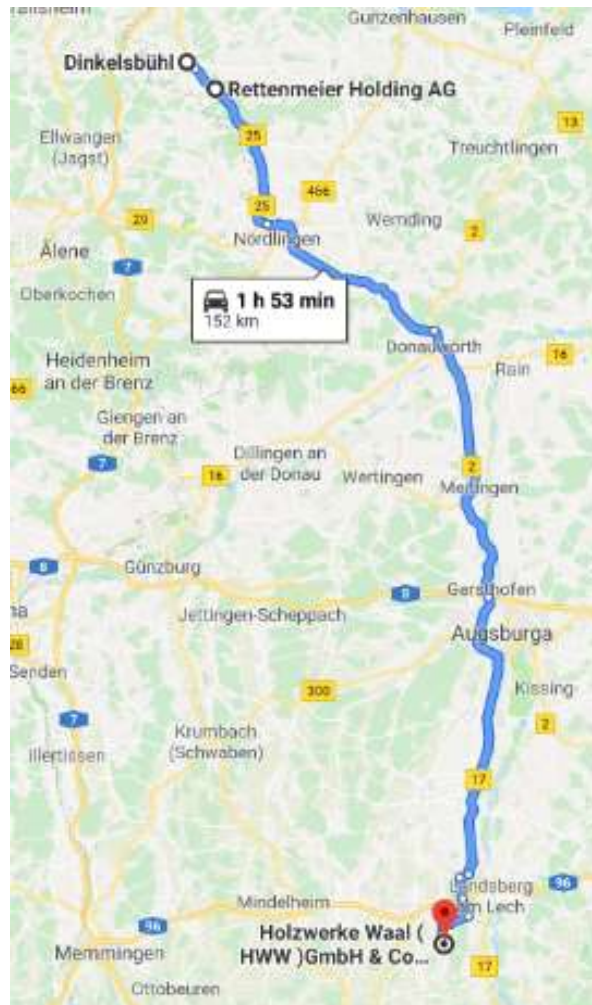 Gunzenhausen
Pleinfeld
Dinkelsbühl
Rettenmeier Holding AG
13
25
Ellwangen
(Jagst)
Treuchtlingen
466
25
29
Wemding
2
Nördlingen
Älene
7
1 h 53 min
152 km
Oberkochen
Donauwörth
16
Rain
Heidenheim
an der Brenz
Giengen an
der Brenz
7
Dillingen an
der Donau
16
Wertingen
2
Meitingen
8
Günzburg
8
Gersthofen
Jettingen-Scheppach
Augsburga
Senden
300
Kissing
7
2
Krumbach
(Schwaben)
Illertissen
17
Landsberg
am Lech
96
Mindelheim
96
Memmingen
Holzwerke Waal (
HWW )GmbH & Co...
17
Ottobeuren